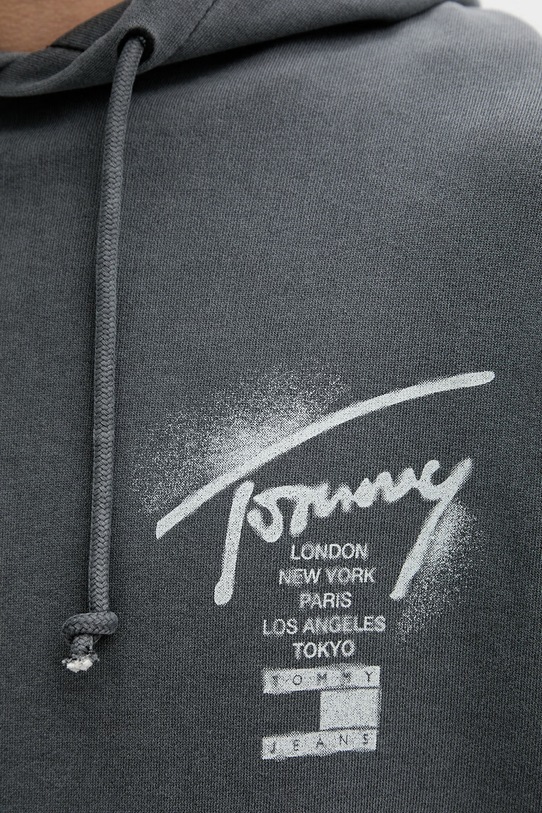 Tommy
LONDON
NEW YORK
PARIS
LOS ANGELES
TOKYO
TOMMY
JEANS